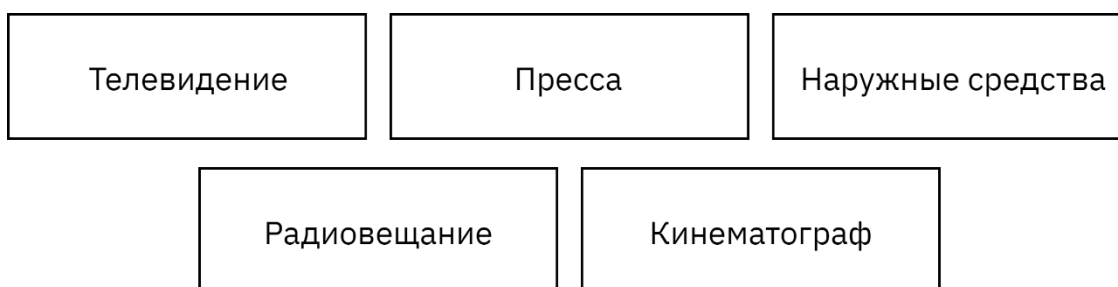 Телевидение
Пресса
Наружные средства
Радиовещание
Кинематограф